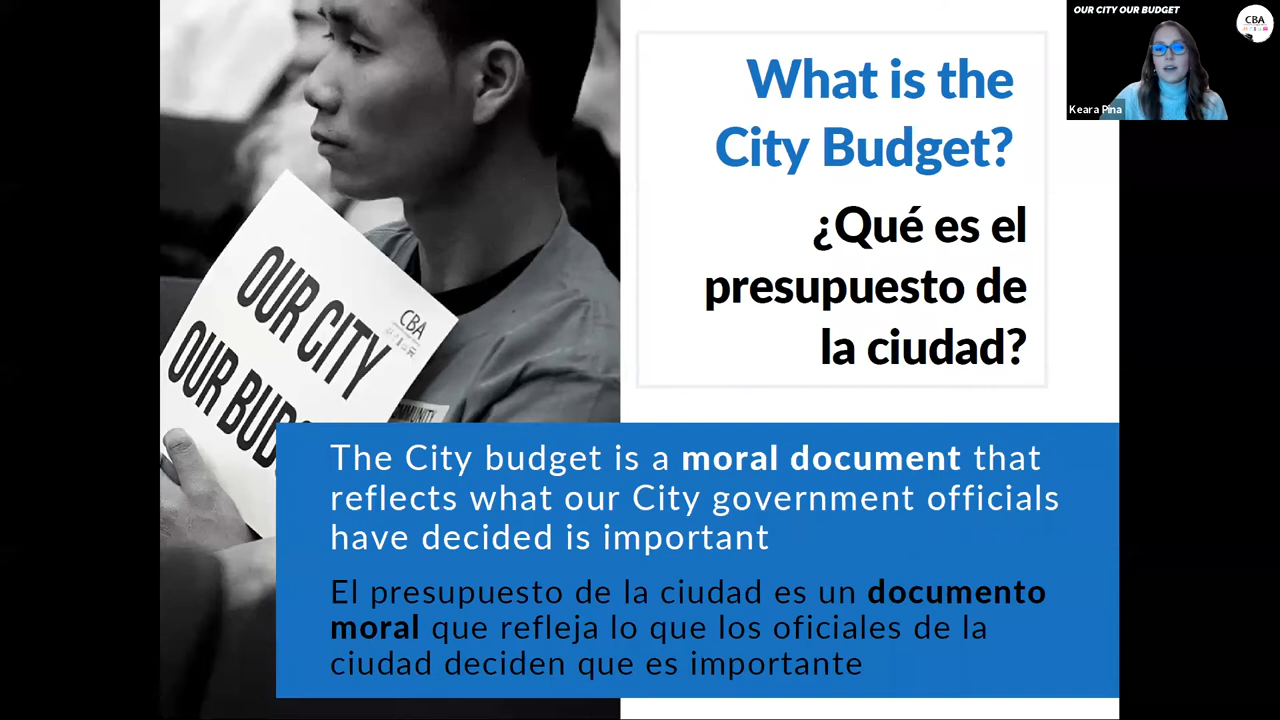 OUR CITY OUR BUDGET
CBA
Keara Pina
What is the
City Budget?
¿Qué es el
presupuesto de
la ciudad?
OUR CITY
CBA
OUR BUD
The City budget is a moral document that
reflects what our City government officials
have decided is important
El presupuesto de la ciudad es un documento
moral que refleja lo que los oficiales de la
ciudad deciden que es importante